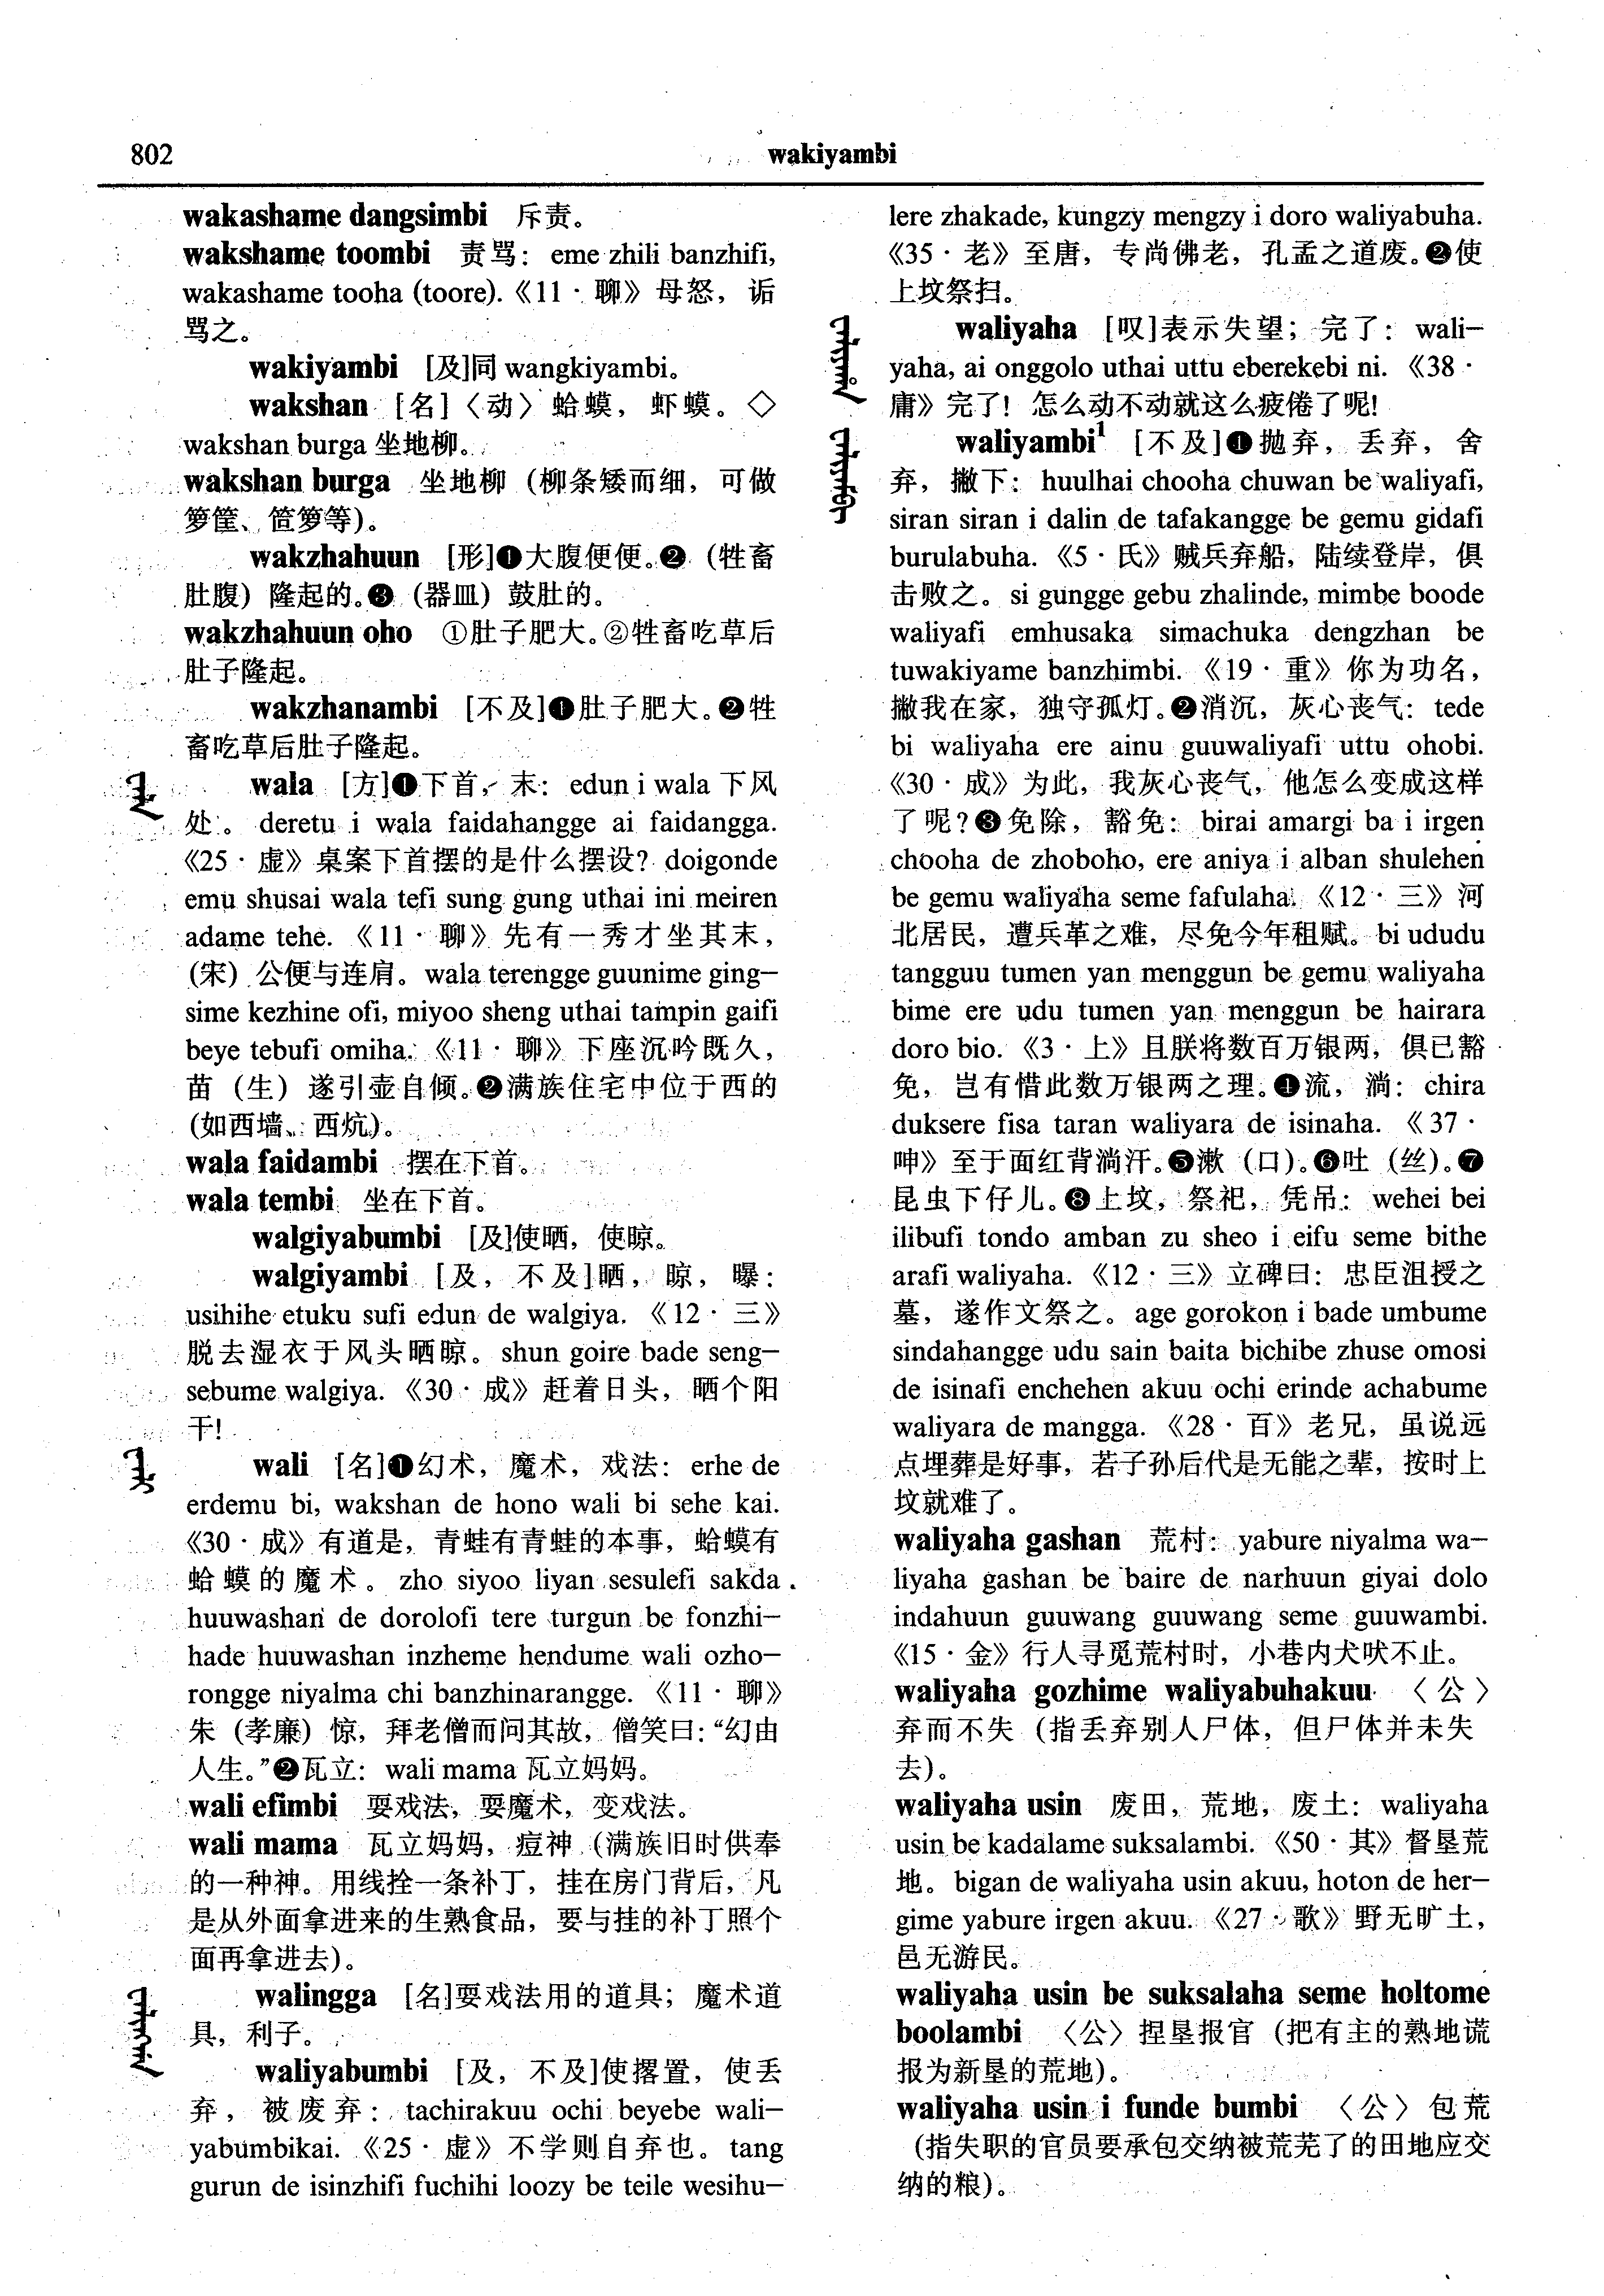 802
wakiyambi
wakashame dangsimbi 斥责。
wakshame toombi 责骂：eme zhili banzhifi,
wakashame tooha (toore).《11·聊》母怒，诟
骂之。
wakiyambi [及]同 wangkiyambi。
wakshan [名]〈动〉蛤蟆，虾蟆。◇
wakshan burga 坐地柳。
wakshan burga 坐地柳（柳条矮而细，可做
箩筐、笸箩等）。
wakzhahuun [形]❶大腹便便。❷（牲畜
肚腹）隆起的。❸（器皿）鼓肚的。
wakzhahuun oho ①肚子肥大。②牲畜吃草后
肚子隆起。
wakzhanambi [不及]❶肚子肥大。❷牲
畜吃草后肚子隆起。
wala [方]❶下首，末：edun i wala 下风
处。deretu i wala faidahangge ai faidangga.
《25·虚》桌案下首摆的是什么摆设？doigonde
emu shusai wala tefi sung gung uthai ini meiren
adame tehe.《11·聊》先有一秀才坐其末，
（宋）公便与连肩。wala terengge guunime ging-
sime kezhine ofi, miyoo sheng uthai tampin gaifi
beye tebufi omiha.《11·聊》下座沉吟既久，
苗（生）遂引壶自倾。❷满族住宅中位于西的
（如西墙、西炕）。
wala faidambi 摆在下首。
wala tembi 坐在下首。
walgiyabumbi [及]使晒，使晾。
walgiyambi [及，不及]晒，晾，曝：
usihihe etuku sufi edun de walgiya.《12·三》
脱去湿衣于风头晒晾。shun goire bade seng-
sebume walgiya.《30·成》赶着日头，晒个阳
干！
wali [名]❶幻术，魔术，戏法：erhe de
erdemu bi, wakshan de hono wali bi sehe kai.
《30·成》有道是，青蛙有青蛙的本事，蛤蟆有
蛤蟆的魔术。zho siyoo liyan sesulefi sakda
huuwashan de dorolofi tere turgun be fonzhi-
hade huuwashan inzheme hendume wali ozho-
rongge niyalma chi banzhinarangge.《11·聊》
朱（孝廉）惊，拜老僧而问其故，僧笑曰：“幻由
人生。”❷瓦立：wali mama 瓦立妈妈。
wali efimbi 耍戏法，耍魔术，变戏法。
wali mama 瓦立妈妈，痘神（满族旧时供奉
的一种神。用线拴一条补丁，挂在房门背后，凡
是从外面拿进来的生熟食品，要与挂的补丁照个
面再拿进去）。
walingga [名]耍戏法用的道具；魔术道
具，利子。
waliyabumbi [及，不及]使撂置，使丢
弃，被废弃：tachirakuu ochi beyebe wali-
yabumbikai.《25·虚》不学则自弃也。tang
gurun de isinzhifi fuchihi loozy be teile wesihu-
lere zhakade, kungzy mengzy i doro waliyabuha.
《35·老》至唐，专尚佛老，孔孟之道废。❷使
上坟祭扫。
waliyaha [叹]表示失望；完了：wali-
yaha, ai onggolo uthai uttu eberekebi ni.《38·
庸》完了！怎么动不动就这么疲倦了呢！
waliyambi¹ [不及]❶抛弃，丢弃，舍
弃，撇下：huulhai chooha chuwan be waliyafi,
siran siran i dalin de tafakangge be gemu gidafi
burulabuha.《5·氏》贼兵弃船，陆续登岸，俱
击败之。si gungge gebu zhalinde, mimbe boode
waliyafi emhusaka simachuka dengzhan be
tuwakiyame banzhimbi.《19·重》你为功名，
撇我在家，独守孤灯。❷消沉，灰心丧气：tede
bi waliyaha ere ainu guuwaliyafi uttu ohobi.
《30·成》为此，我灰心丧气，他怎么变成这样
了呢？❸免除，豁免：birai amargi ba i irgen
chooha de zhoboho, ere aniya i alban shulehen
be gemu waliyaha seme fafulaha.《12·三》河
北居民，遭兵革之难，尽免今年租赋。bi ududu
tangguu tumen yan menggun be gemu waliyaha
bime ere udu tumen yan menggun be hairara
doro bio.《3·上》且朕将数百万银两，俱已豁
免，岂有惜此数万银两之理。❹流，淌：chira
duksere fisa taran waliyara de isinaha.《37·
呻》至于面红背淌汗。❺漱（口）。❻吐（丝）。❼
昆虫下仔儿。❽上坟，祭祀，凭吊：wehei bei
ilibufi tondo amban zu sheo i eifu seme bithe
arafi waliyaha.《12·三》立碑曰：忠臣沮授之
墓，遂作文祭之。age gorokon i bade umbume
sindahangge udu sain baita bichibe zhuse omosi
de isinafi enchehen akuu ochi erinde achabume
waliyara de mangga.《28·百》老兄，虽说远
点埋葬是好事，若子孙后代是无能之辈，按时上
坟就难了。
waliyaha gashan 荒村：yabure niyalma wa-
liyaha gashan be baire de narhuun giyai dolo
indahuun guuwang guuwang seme guuwambi.
《15·金》行人寻觅荒村时，小巷内犬吠不止。
waliyaha gozhime waliyabuhakuu 〈公〉
弃而不失（指丢弃别人尸体，但尸体并未失
去）。
waliyaha usin 废田，荒地，废土：waliyaha
usin be kadalame suksalambi.《50·其》督垦荒
地。bigan de waliyaha usin akuu, hoton de her-
gime yabure irgen akuu.《27·歌》野无旷土，
邑无游民。
waliyaha usin be suksalaha seme holtome
boolambi 〈公〉捏垦报官（把有主的熟地谎
报为新垦的荒地）。
waliyaha usin i funde bumbi 〈公〉包荒
（指失职的官员要承包交纳被荒芜了的田地应交
纳的粮）。